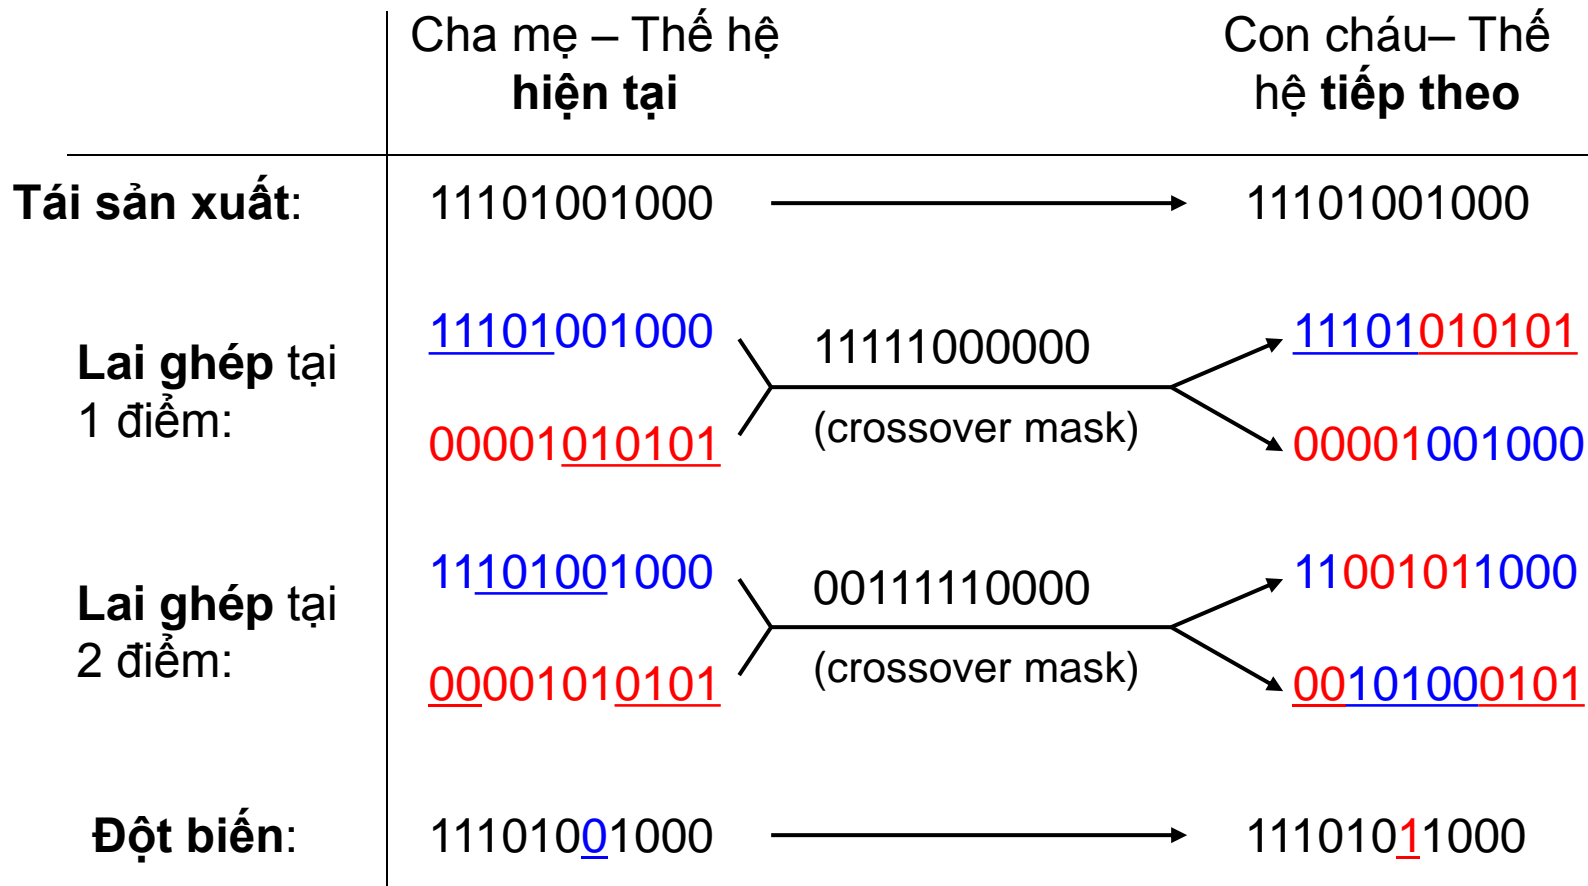 Cha mẹ – Thế hệ
hiện tại
Con cháu– Thế
hệ tiếp theo
Tái sản xuất:
11101001000
11101001000
Lai ghép tại
1 điểm:
11101001000
00001010101
11111000000
(crossover mask)
11101010101
00001001000
Lai ghép tại
2 điểm:
11101001000
00001010101
00111110000
(crossover mask)
11001011000
00101000101
Đột biến:
11101001000
11101011000